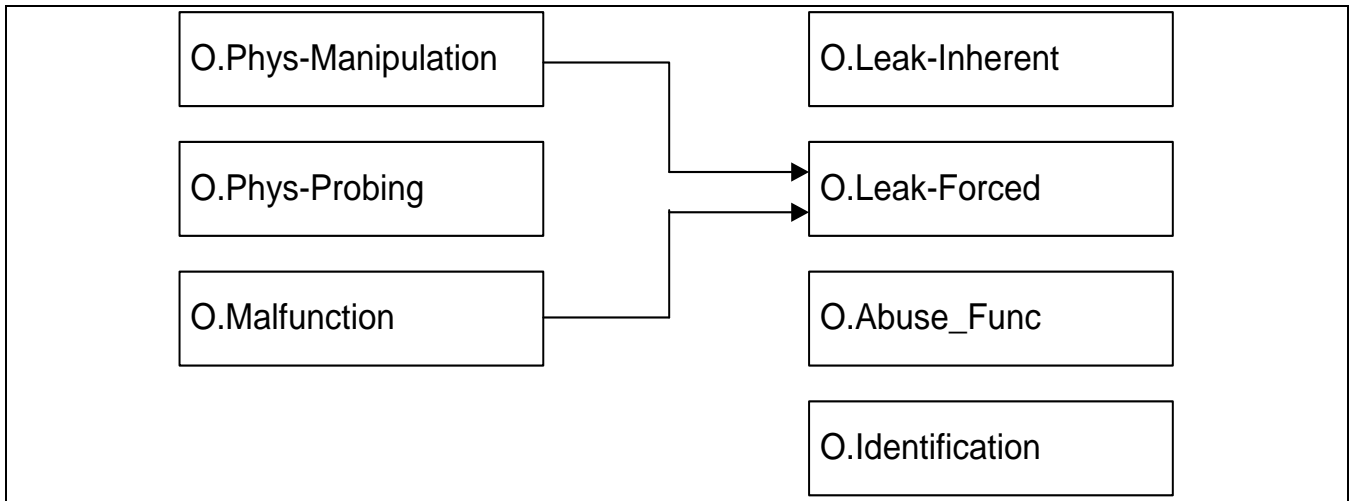 O.Phys-Manipulation
O.Leak-Inherent
O.Phys-Probing
O.Leak-Forced
O.Malfunction
O.Abuse_Func
O.Identification